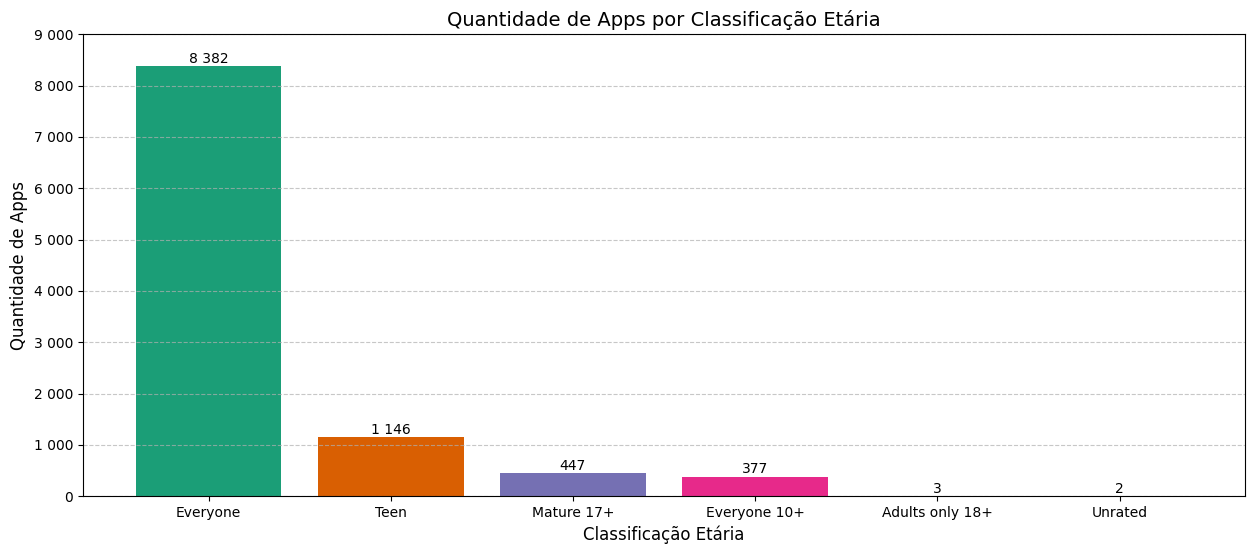 Quantidade de Apps por Classificação Etária
9 000
8 000
7 000
6 000
5 000
4 000
3 000
2 000
1 000
0
Quantidade de Apps
8 382
1 146
447
377
3
2
Everyone
Teen
Mature 17+
Everyone 10+
Adults only 18+
Unrated
Classificação Etária